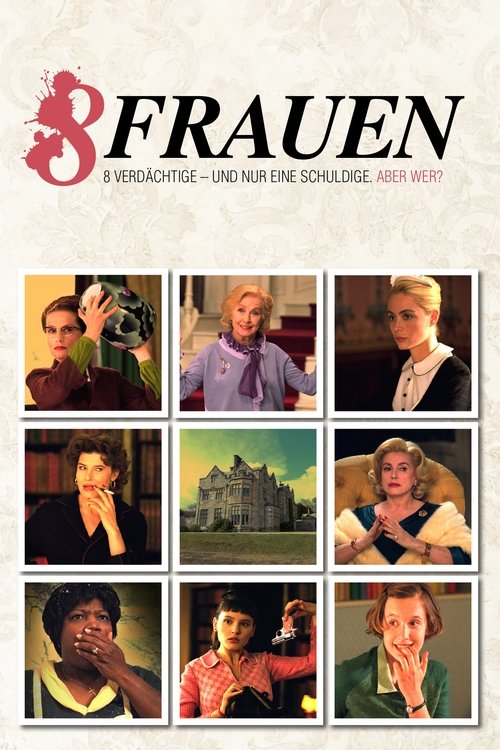 8 FRAUEN
8 VERDÄCHTIGE – UND NUR EINE SCHULDIGE. ABER WER?